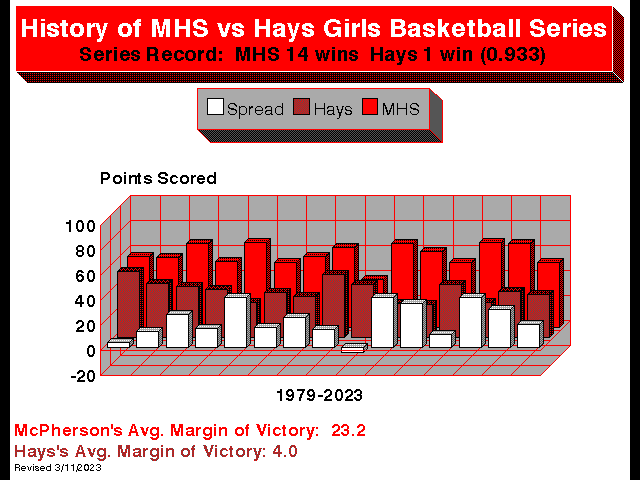 History of MHS vs Hays Girls Basketball Series
Series Record: MHS 14 wins Hays 1 win (0.933)
Spread Hays MHS
Points Scored
100
80
60
40
20
0
-20
1979-2023
McPherson's Avg. Margin of Victory: 23.2
Hays's Avg. Margin of Victory: 4.0
Revised 3/11/2023